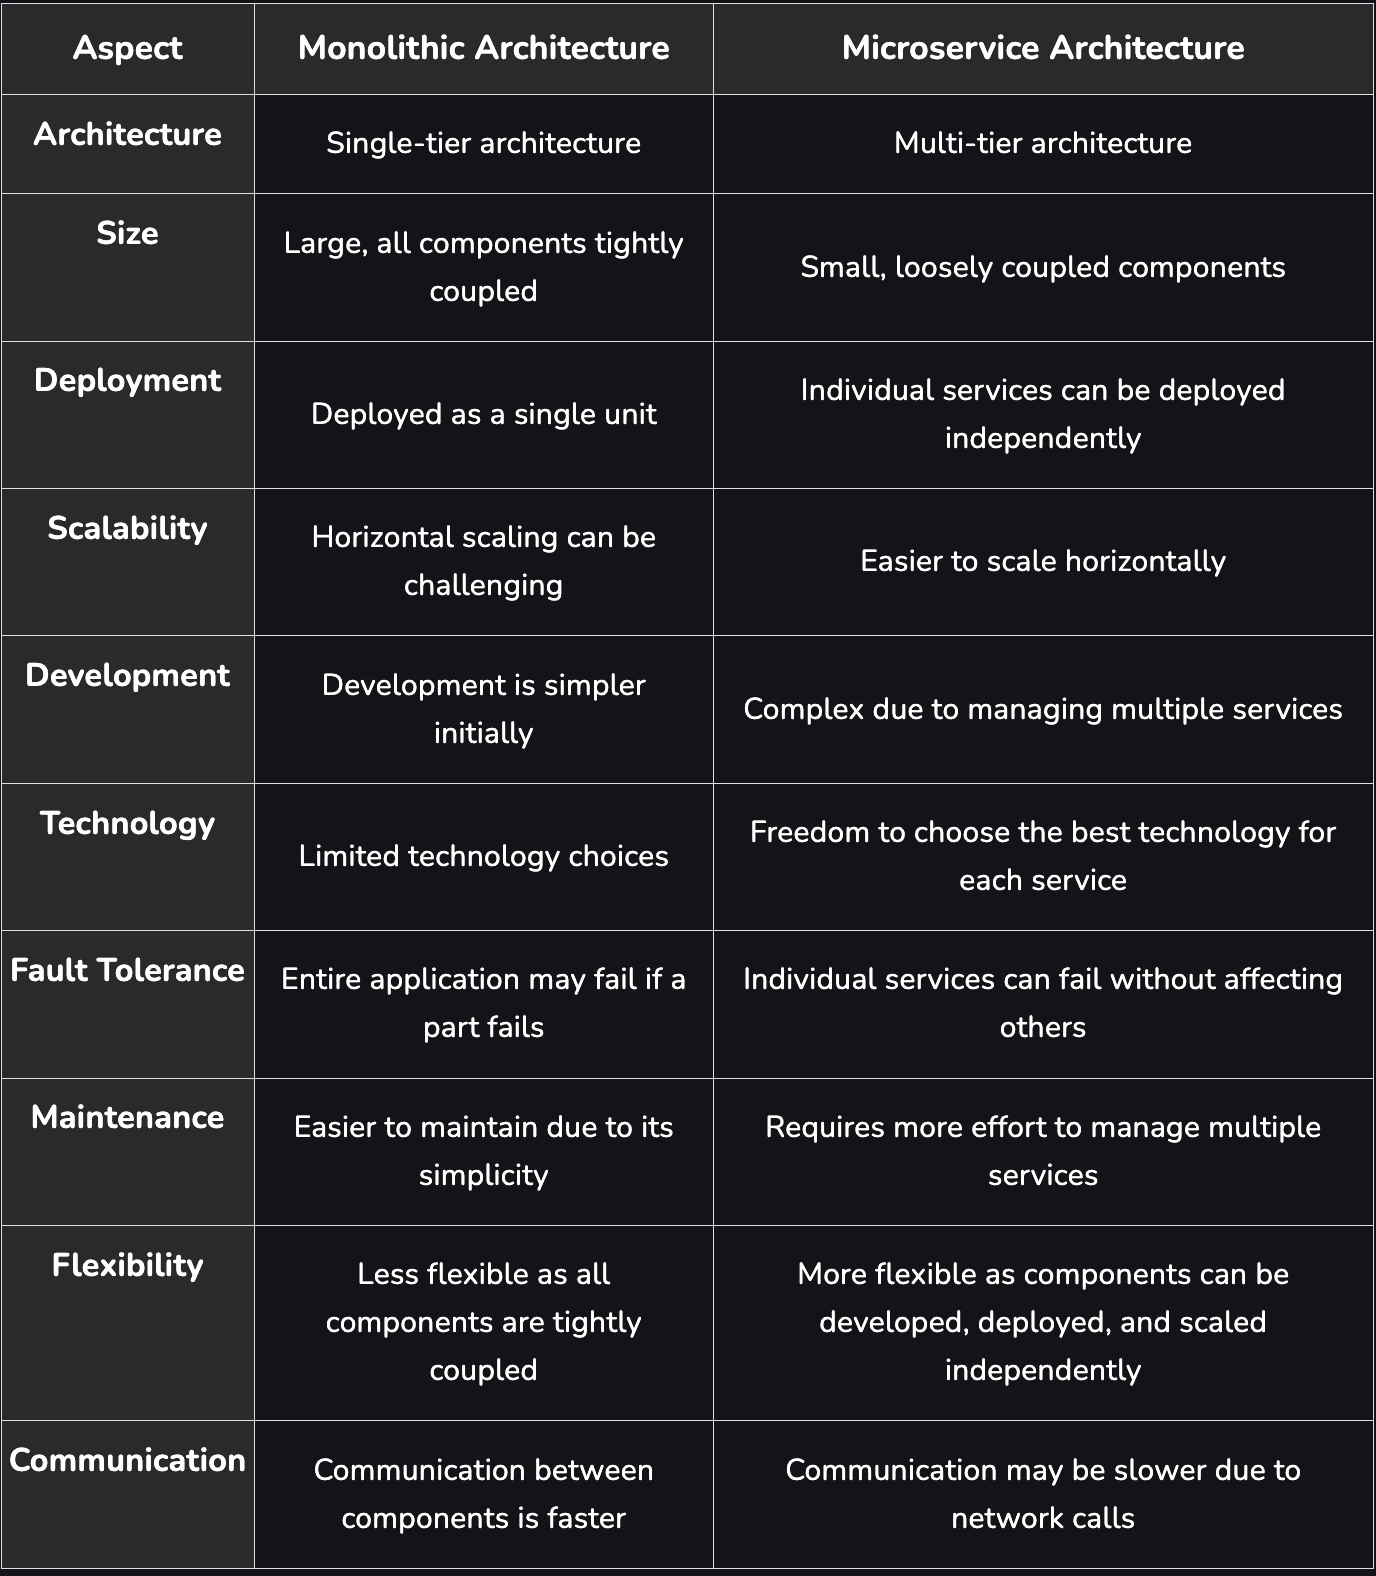 Aspect
Monolithic Architecture
Microservice Architecture
Architecture
Single-tier architecture
Multi-tier architecture
Size
Large, all components tightly
coupled
Small, loosely coupled components
Deployment
Deployed as a single unit
Individual services can be deployed
independently
Scalability
Horizontal scaling can be
challenging
Easier to scale horizontally
Development
Development is simpler
initially
Complex due to managing multiple services
Technology
Limited technology choices
Freedom to choose the best technology for
each service
Fault Tolerance
Entire application may fail if a
part fails
Individual services can fail without affecting
others
Maintenance
Easier to maintain due to its
simplicity
Requires more effort to manage multiple
services
Flexibility
Less flexible as all
components are tightly
coupled
More flexible as components can be
developed, deployed, and scaled
independently
Communication
Communication between
components is faster
Communication may be slower due to
network calls